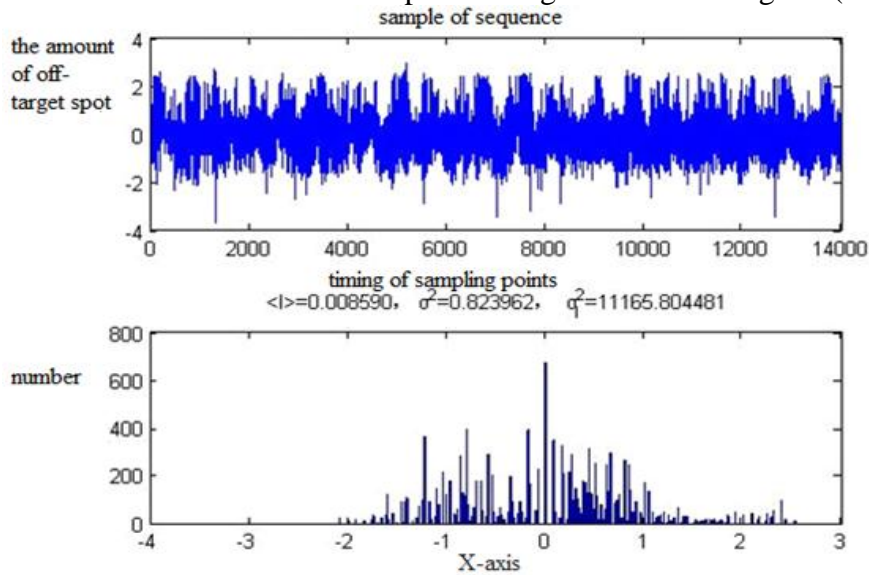 sample of sequence
the amount
of off-
target spot
4
2
0
-2
-4
0 2000 4000 6000 8000 10000 12000 14000
timing of sampling points
<I>=0.008590, σ²=0.823962, σ_I²=11165.804481
number
800
600
400
200
0
-4 -3 -2 -1 0 1 2 3
X-axis